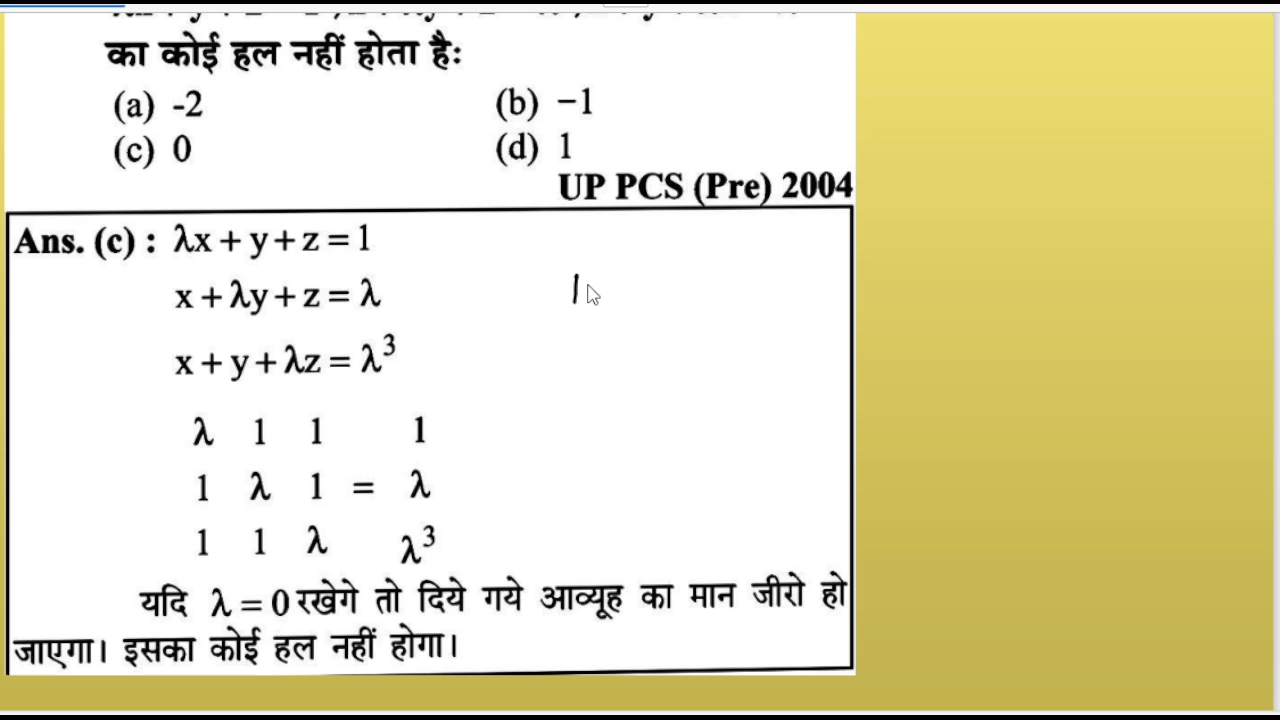 का कोई हल नहीं होता हैः
(a) -2 (b) −1
(c) 0 (d) 1
UP PCS (Pre) 2004
Ans. (c) : λx + y + z = 1
x + λy + z = λ
x + y + λz = λ³
λ 1 1 1
1 λ 1 = λ
1 1 λ λ³
यदि λ = 0 रखेगे तो दिये गये आव्यूह का मान जीरो हो
जाएगा। इसका कोई हल नहीं होगा।